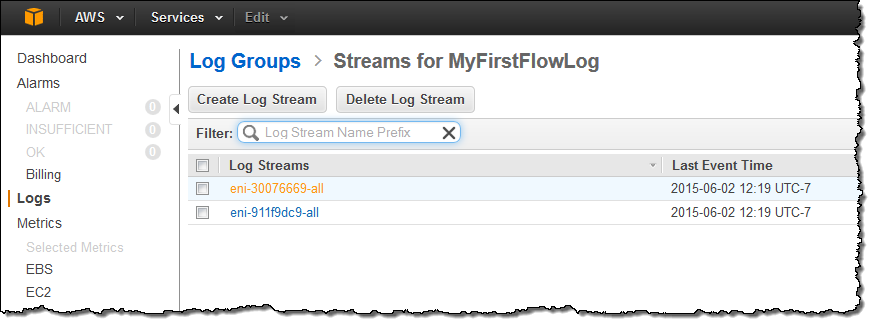 AWS Services Edit
Dashboard
Alarms
ALARM 0
INSUFFICIENT 0
OK 0
Billing
Logs
Metrics
Selected Metrics
EBS
EC2
Log Groups > Streams for MyFirstFlowLog
Create Log Stream Delete Log Stream
Filter: Log Stream Name Prefix
Log Streams Last Event Time
eni-30076669-all 2015-06-02 12:19 UTC-7
eni-911f9dc9-all 2015-06-02 12:19 UTC-7